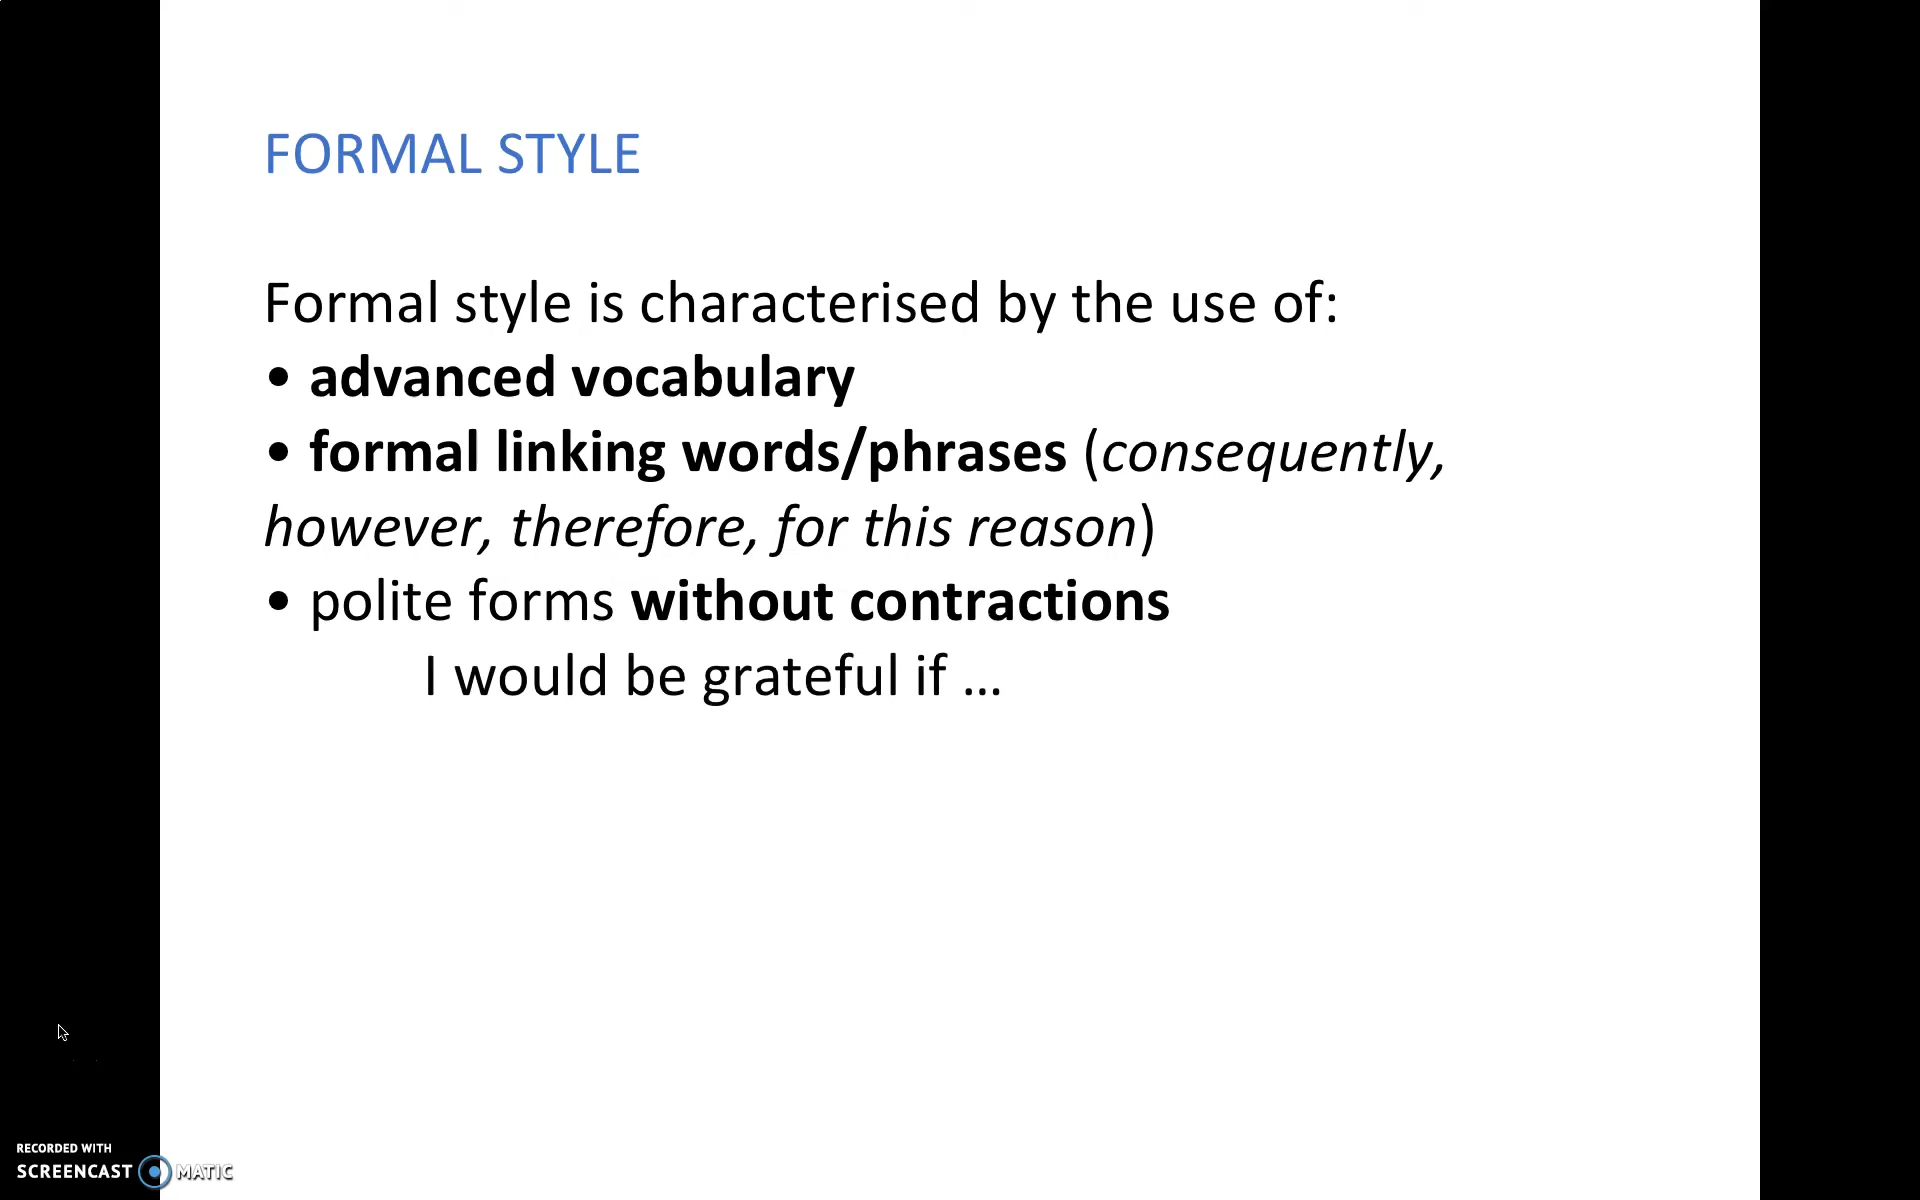 FORMAL STYLE
Formal style is characterised by the use of:
• advanced vocabulary
• formal linking words/phrases (consequently,
however, therefore, for this reason)
• polite forms without contractions
I would be grateful if ...
RECORDED WITH
SCREENCAST MATIC